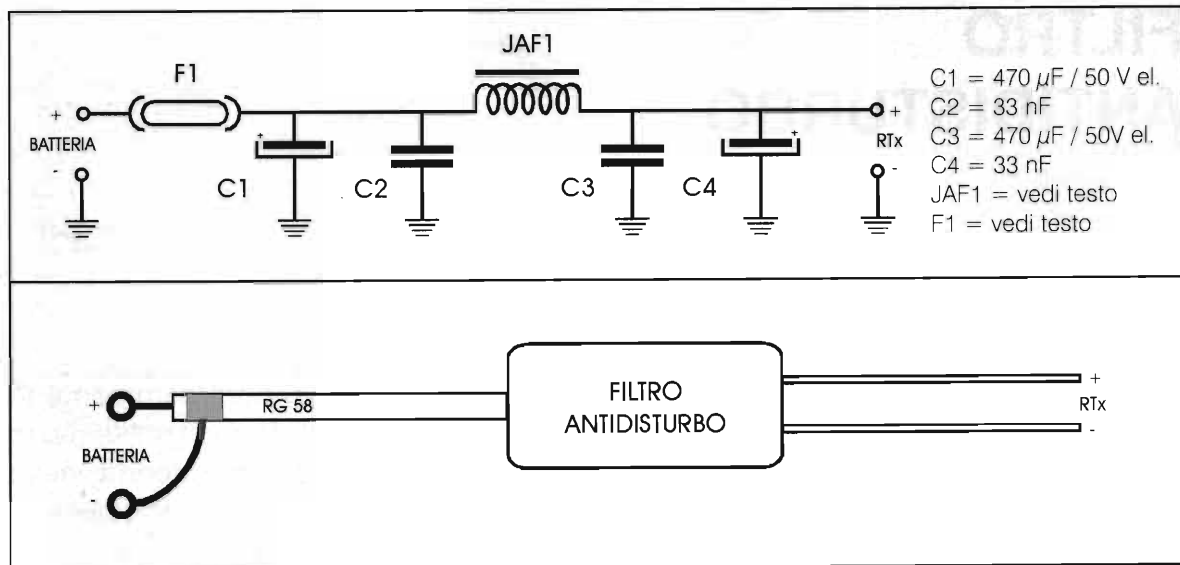 JAF1
F1
+
BATTERIA
-
C1
+
C2
C3
C4
+
+
RTx
-
C1 = 470 µF / 50 V el.
C2 = 33 nF
C3 = 470 µF / 50V el.
C4 = 33 nF
JAF1 = vedi testo
F1 = vedi testo
+
BATTERIA
-
RG 58
FILTRO
ANTIDISTURBO
+
RTx
-